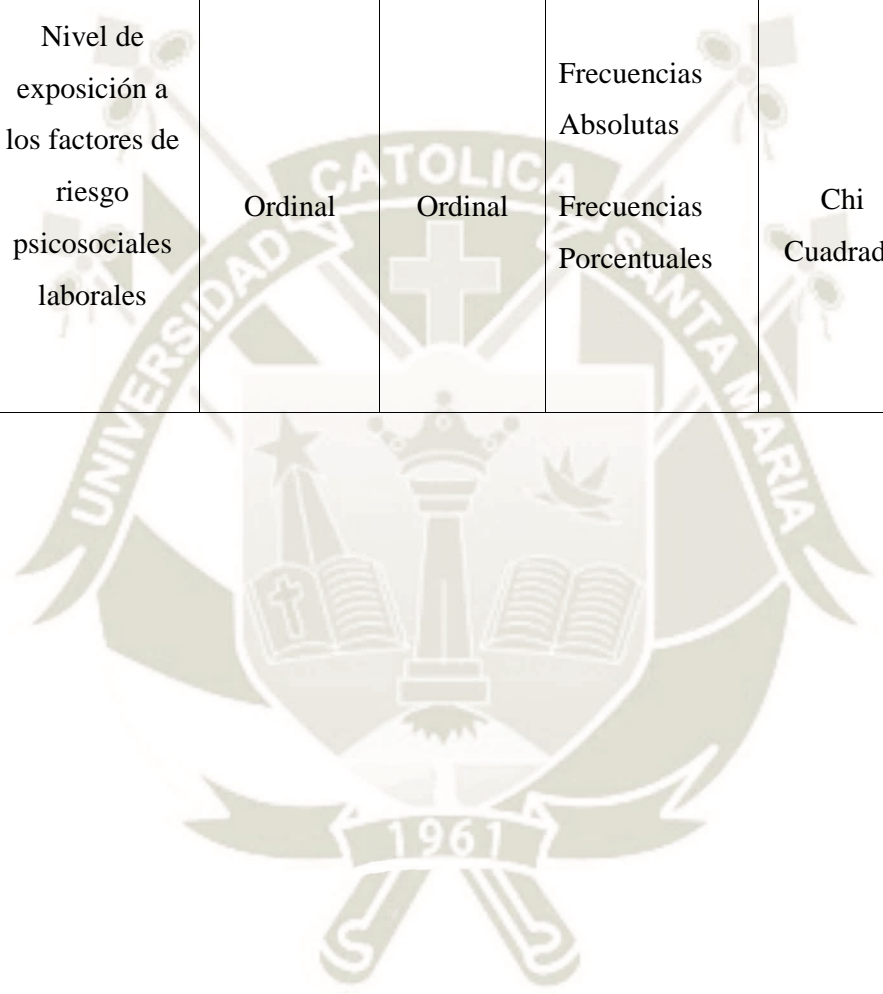 Nivel de
exposición a
los factores de
riesgo
psicosociales
laborales
Ordinal
Ordinal
Frecuencias
Absolutas
Frecuencias
Porcentuales
Chi
Cuadrad
UNIVERSIDAD CATOLICA SANTA MARIA
1961